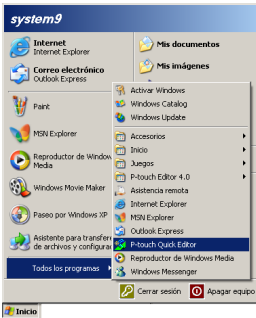 system9
Internet
Internet Explorer
Correo electrónico
Outlook Express
Paint
MSN Explorer
Reproductor de Window
Media
Windows Movie Maker
Paseo por Windows XP
Asistente para transfere
de archivos y configurac
Todos los programas
Mis documentos
Mis imágenes
Activar Windows
Windows Catalog
Windows Update
Accesorios
Inicio
Juegos
P-touch Editor 4.0
Asistencia remota
Internet Explorer
MSN Explorer
Outlook Express
P-touch Quick Editor
Reproductor de Windows Media
Windows Messenger
Cerrar sesión
Apagar equipo
Inicio